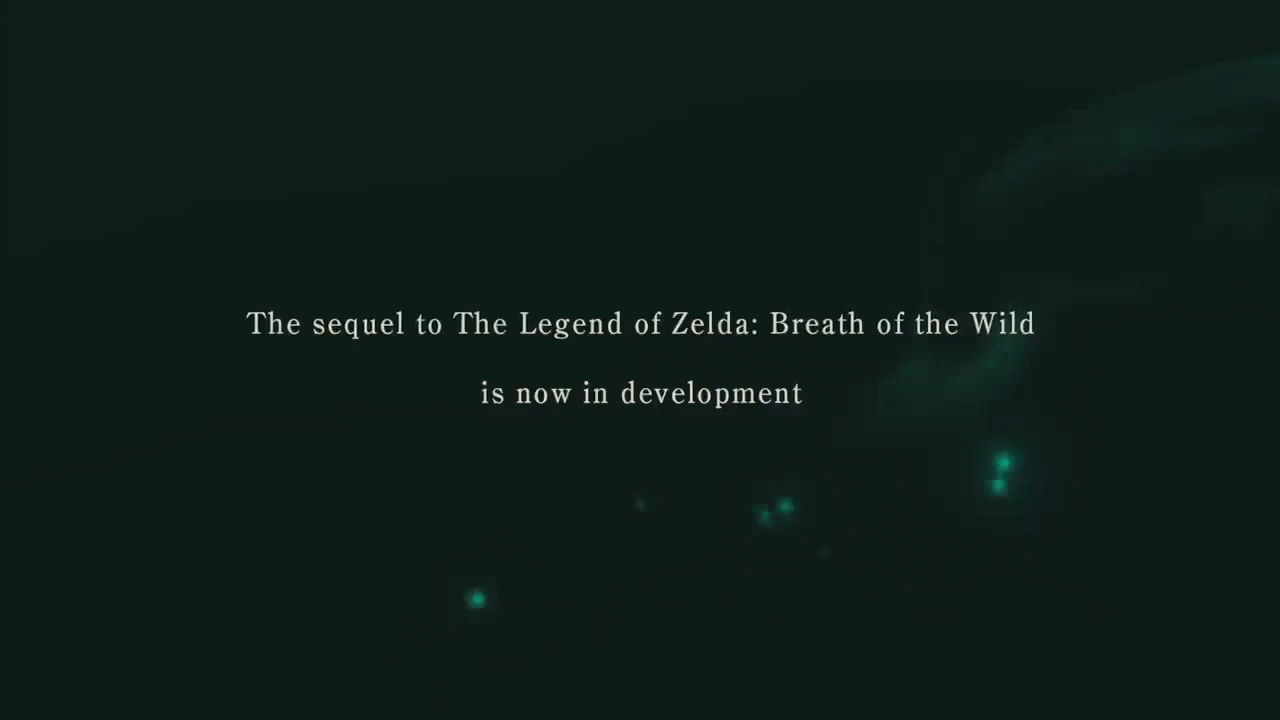 The sequel to The Legend of Zelda: Breath of the Wild
is now in development